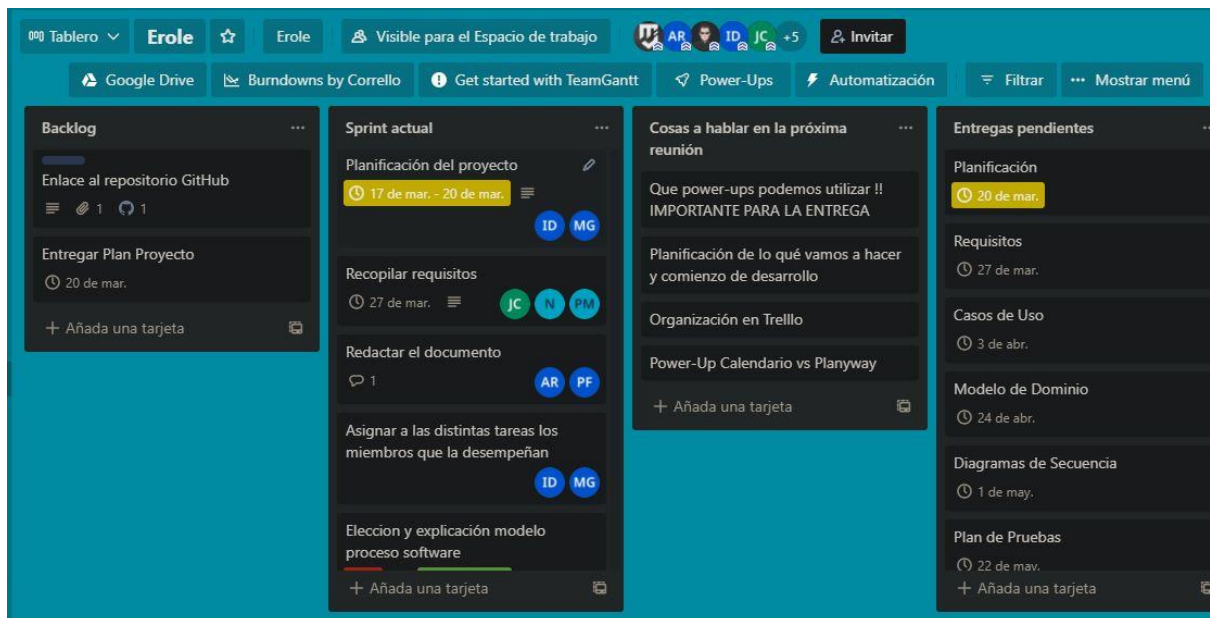 Tablero
Erole
Erole
Visible para el Espacio de trabajo
AR
ID
JC
+5
Invitar
Google Drive
Burndowns by Corrello
Get started with TeamGantt
Power-Ups
Automatización
Filtrar
Mostrar menú
Backlog
Enlace al repositorio GitHub
1
1
Entregar Plan Proyecto
20 de mar.
+ Añada una tarjeta
Sprint actual
Planificación del proyecto
17 de mar. - 20 de mar.
ID MG
Recopilar requisitos
27 de mar.
JC N PM
Redactar el documento
1
AR PF
Asignar a las distintas tareas los
miembros que la desempeñan
ID MG
Eleccion y explicación modelo
proceso software
+ Añada una tarjeta
Cosas a hablar en la próxima
reunión
Que power-ups podemos utilizar !!
IMPORTANTE PARA LA ENTREGA
Planificación de lo qué vamos a hacer
y comienzo de desarrollo
Organización en Trelllo
Power-Up Calendario vs Planyway
+ Añada una tarjeta
Entregas pendientes
Planificación
20 de mar.
Requisitos
27 de mar.
Casos de Uso
3 de abr.
Modelo de Dominio
24 de abr.
Diagramas de Secuencia
1 de may.
Plan de Pruebas
22 de may.
+ Añada una tarjeta